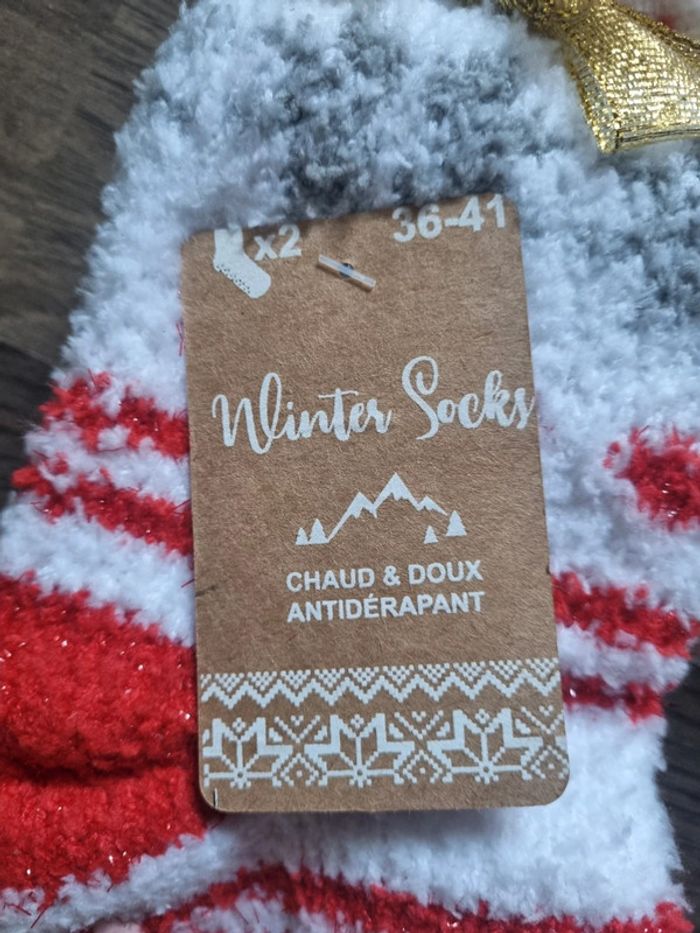 x2 36-41
Winter Socks
CHAUD & DOUX
ANTIDÉRAPANT